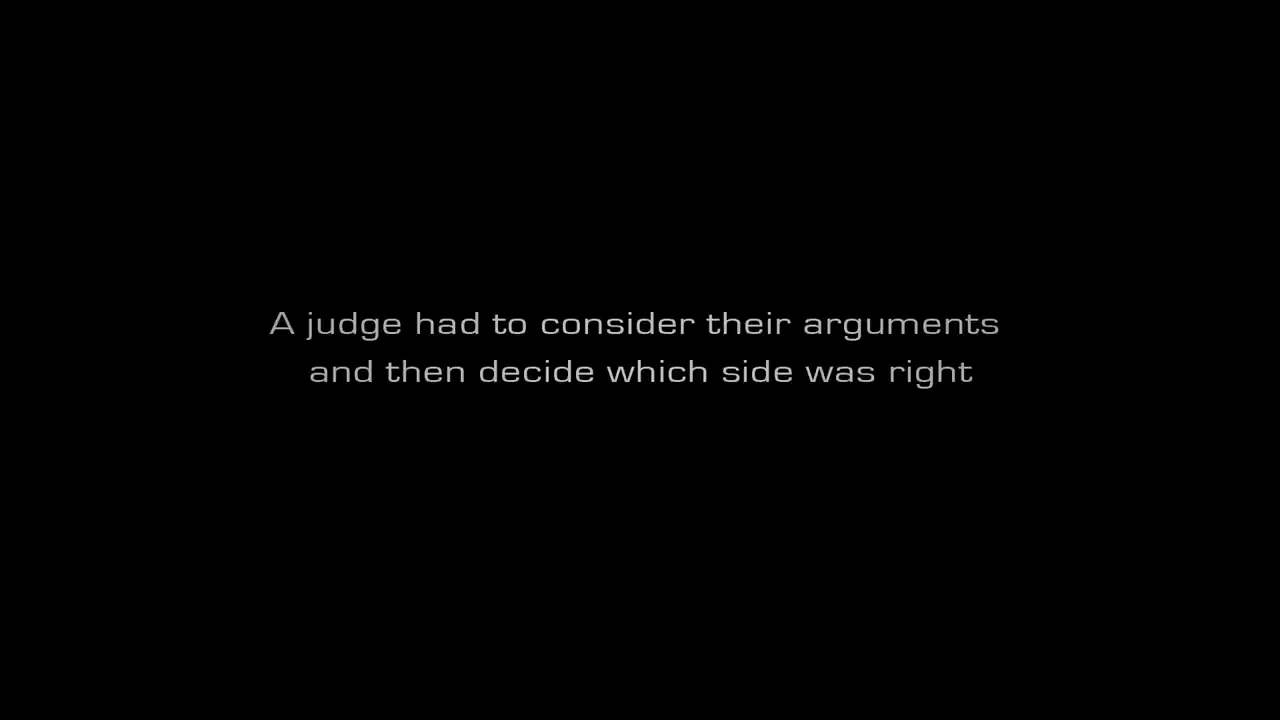 A judge had to consider their arguments
and then decide which side was right